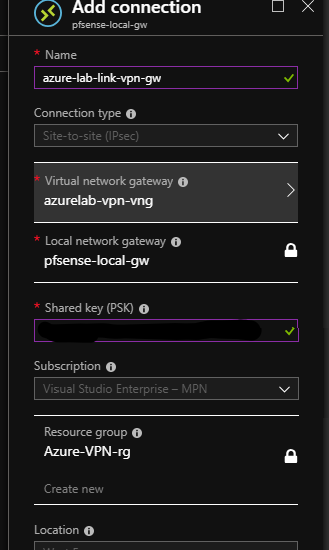 Add connection
pfsense-local-gw
* Name
azure-lab-link-vpn-gw
Connection type
Site-to-site (IPsec)
* Virtual network gateway
azurelab-vpn-vng
* Local network gateway
pfsense-local-gw
* Shared key (PSK)
Subscription
Visual Studio Enterprise – MPN
Resource group
Azure-VPN-rg
Create new
Location